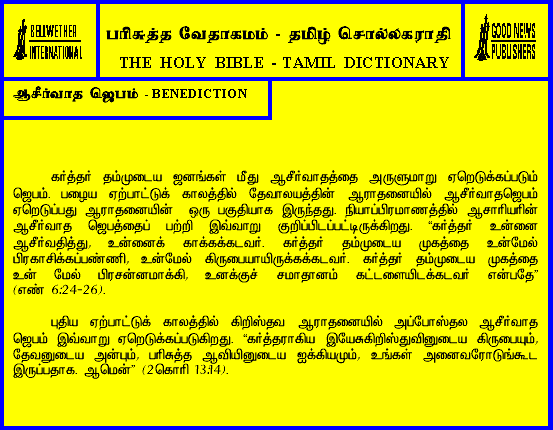 BELLWETHER
INTERNATIONAL
பரிசுத்த வேதாகமம் - தமிழ் சொல்லகராதி
THE HOLY BIBLE - TAMIL DICTIONARY
GOOD NEWS
PUBLISHERS
ஆசீர்வாத ஜெபம் - BENEDICTION
கர்த்தர் தம்முடைய ஜனங்கள் மீது ஆசீர்வாதத்தை அருளுமாறு ஏறெடுக்கப்படும்
ஜெபம். பழைய ஏற்பாட்டுக் காலத்தில் தேவாலயத்தின் ஆராதனையில் ஆசீர்வாதஜெபம்
ஏறெடுப்பது ஆராதனையின் ஒரு பகுதியாக இருந்தது. நியாப்பிரமாணத்தில் ஆசாரியரின்
ஆசீர்வாத ஜெபத்தைப் பற்றி இவ்வாறு குறிப்பிடப்பட்டிருக்கிறது. “கர்த்தர் உன்னை
ஆசீர்வதித்து, உன்னைக் காக்கக்கடவர். கர்த்தர் தம்முடைய முகத்தை உன்மேல்
பிரகாசிக்கப்பண்ணி, உன்மேல் கிருபையாயிருக்கக்கடவர். கர்த்தர் தம்முடைய முகத்தை
உன் மேல் பிரசன்னமாக்கி, உனக்குச் சமாதானம் கட்டளையிடக்கடவர் என்பதே”
(எண் 6:24-26).
புதிய ஏற்பாட்டுக் காலத்தில் கிறிஸ்தவ ஆராதனையில் அப்போஸ்தல ஆசீர்வாத
ஜெபம் இவ்வாறு ஏறெடுக்கப்படுகிறது. “கர்த்தராகிய இயேசுகிறிஸ்துவினுடைய கிருபையும்,
தேவனுடைய அன்பும், பரிசுத்த ஆவியினுடைய ஐக்கியமும், உங்கள் அனைவரோடுங்கூட
இருப்பதாக. ஆமென்” (2கொரி 13:14).